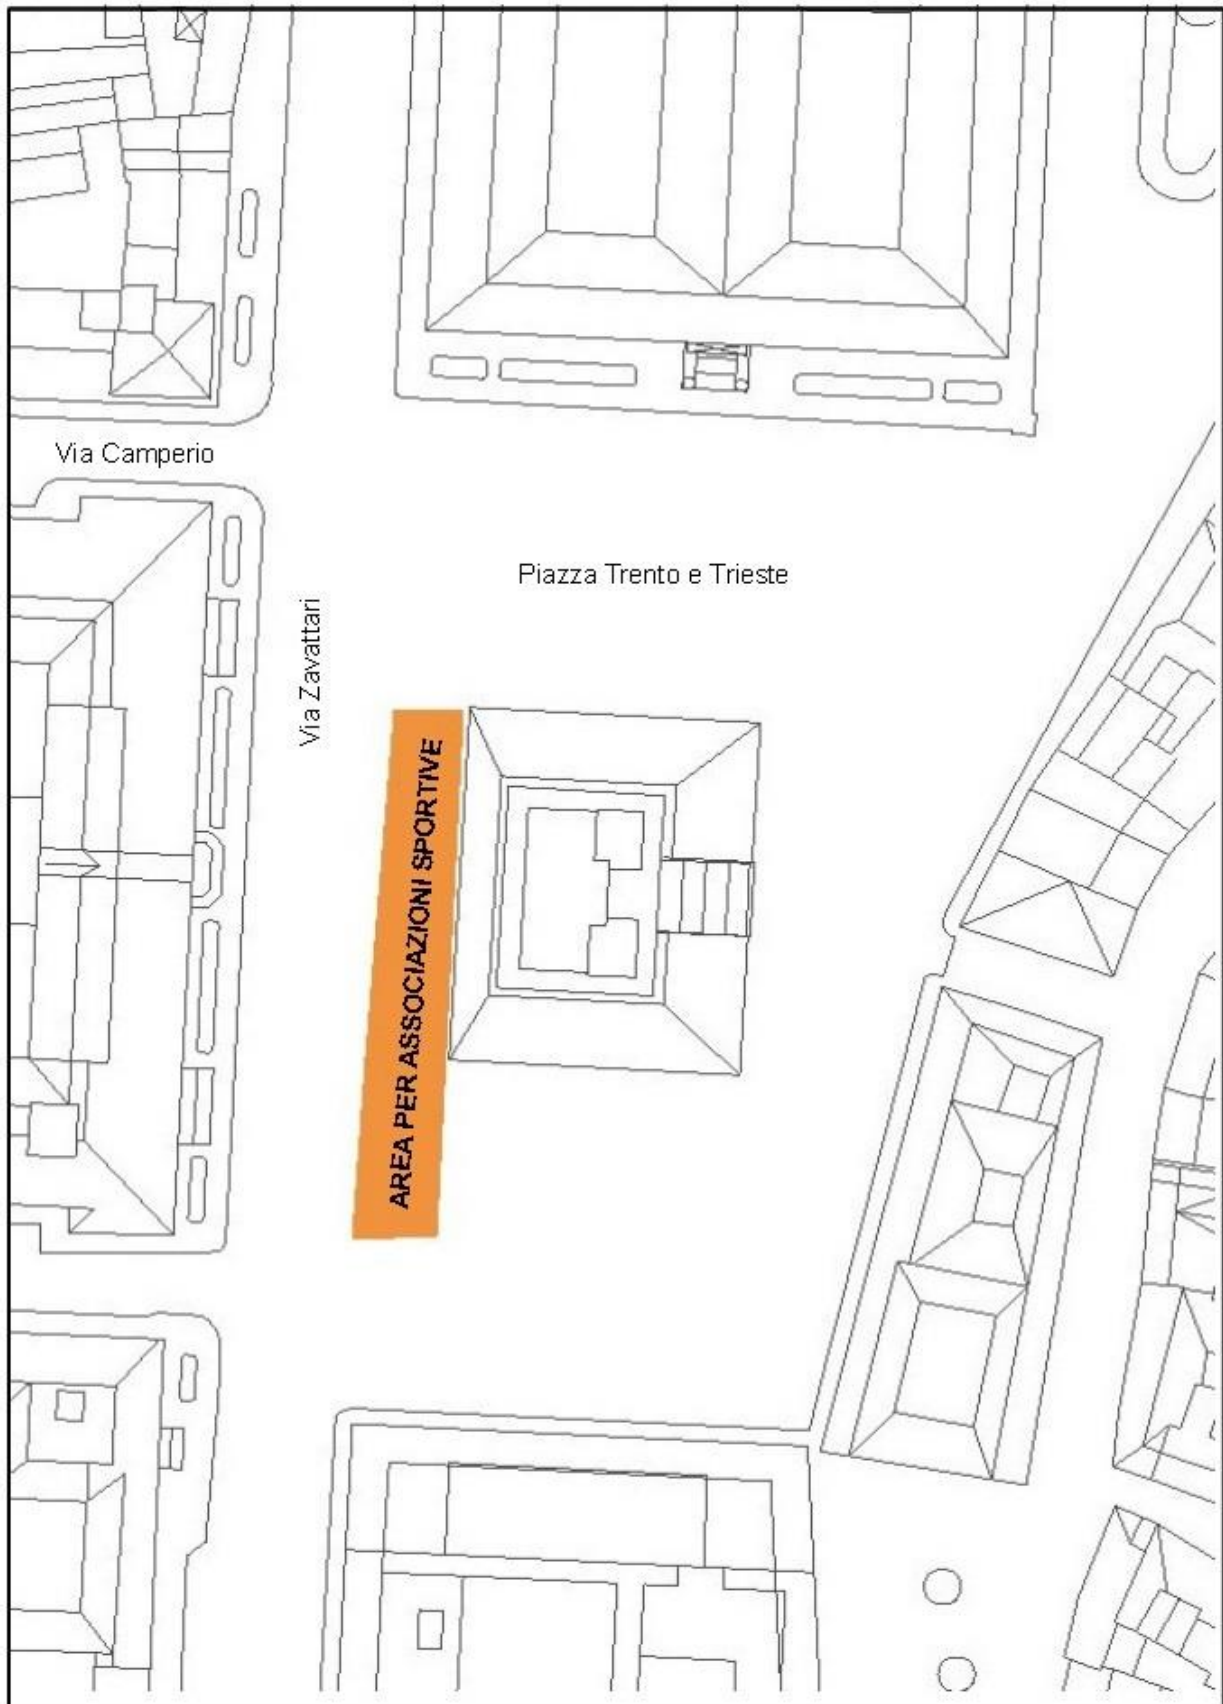 Via Camperio
Piazza Trento e Trieste
Via Zavattari
AREA PER ASSOCIAZIONI SPORTIVE